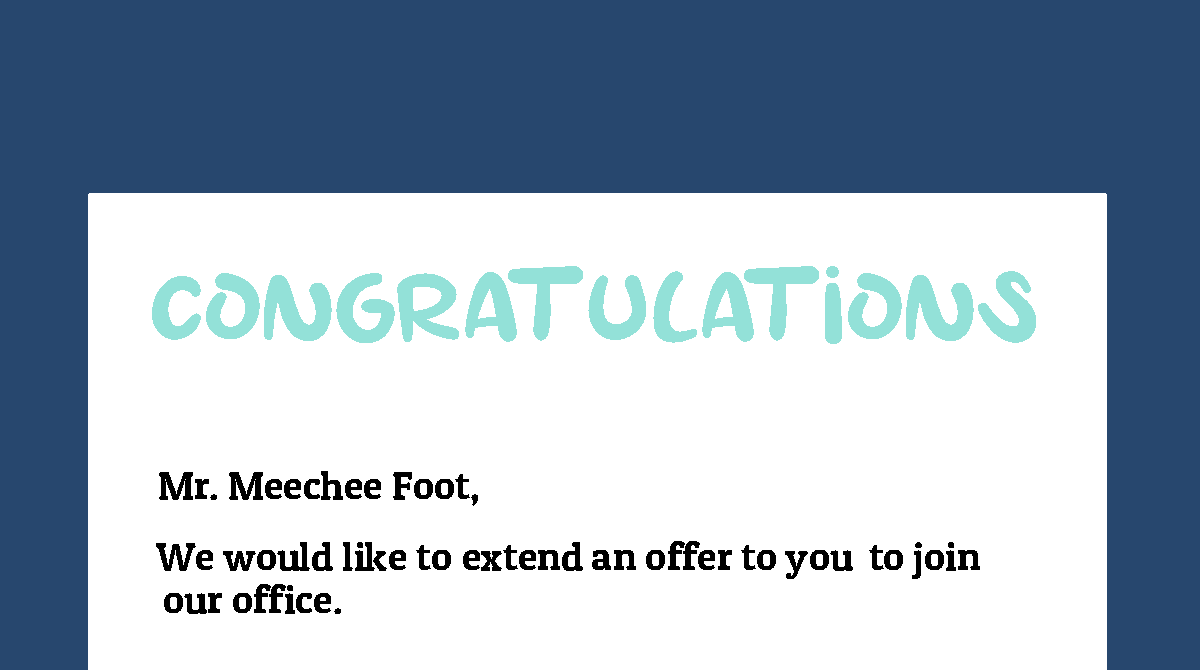 CONGRATULATiONS
Mr. Meechee Foot,
We would like to extend an offer to you to join
our office.